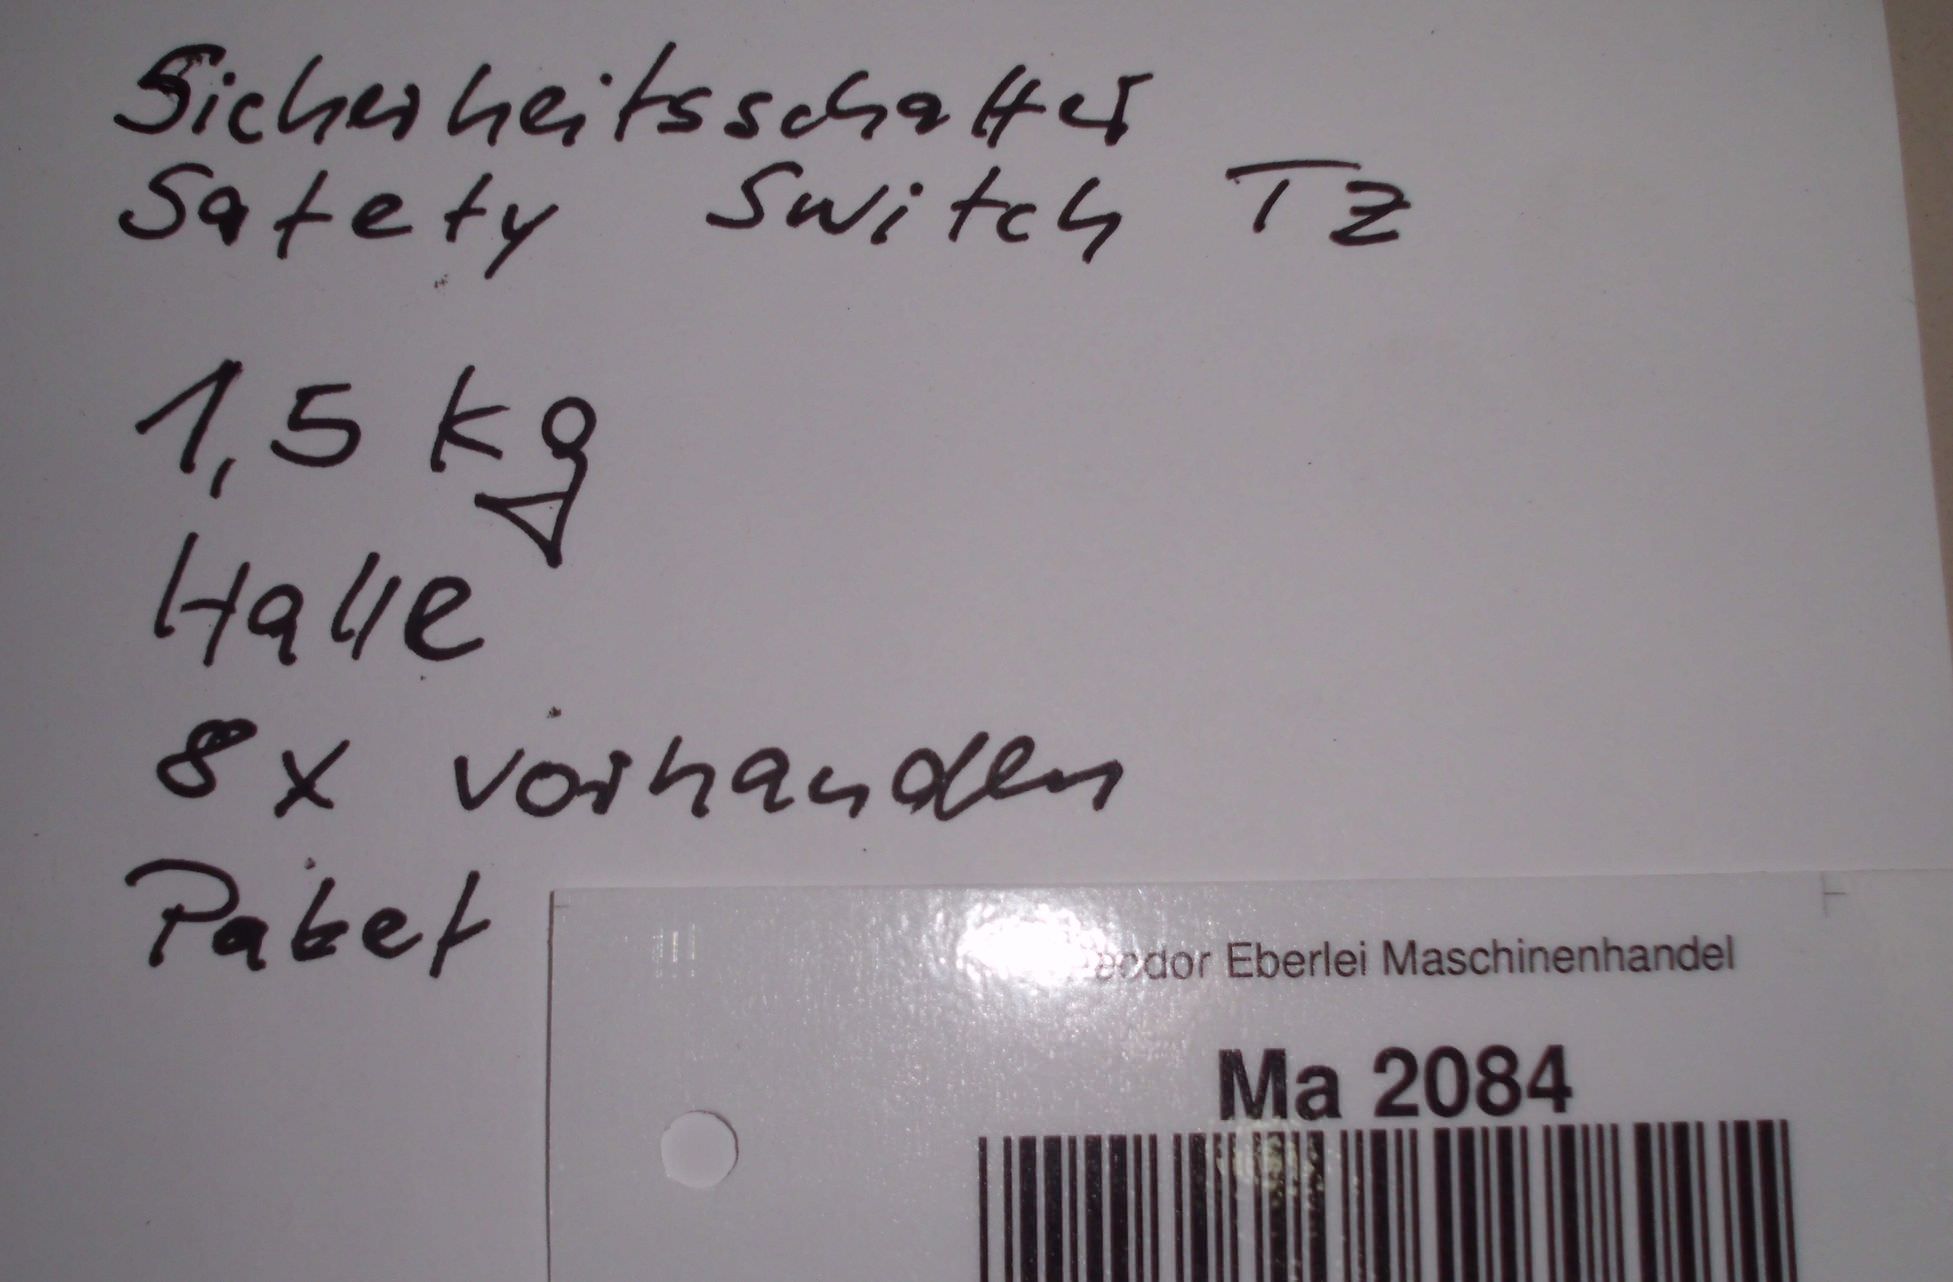 Sicherheitsschalter
Safety Switch TZ
1,5 kg
Halle
8x vorhanden
Paket
Eberlei Maschinenhandel
Ma 2084